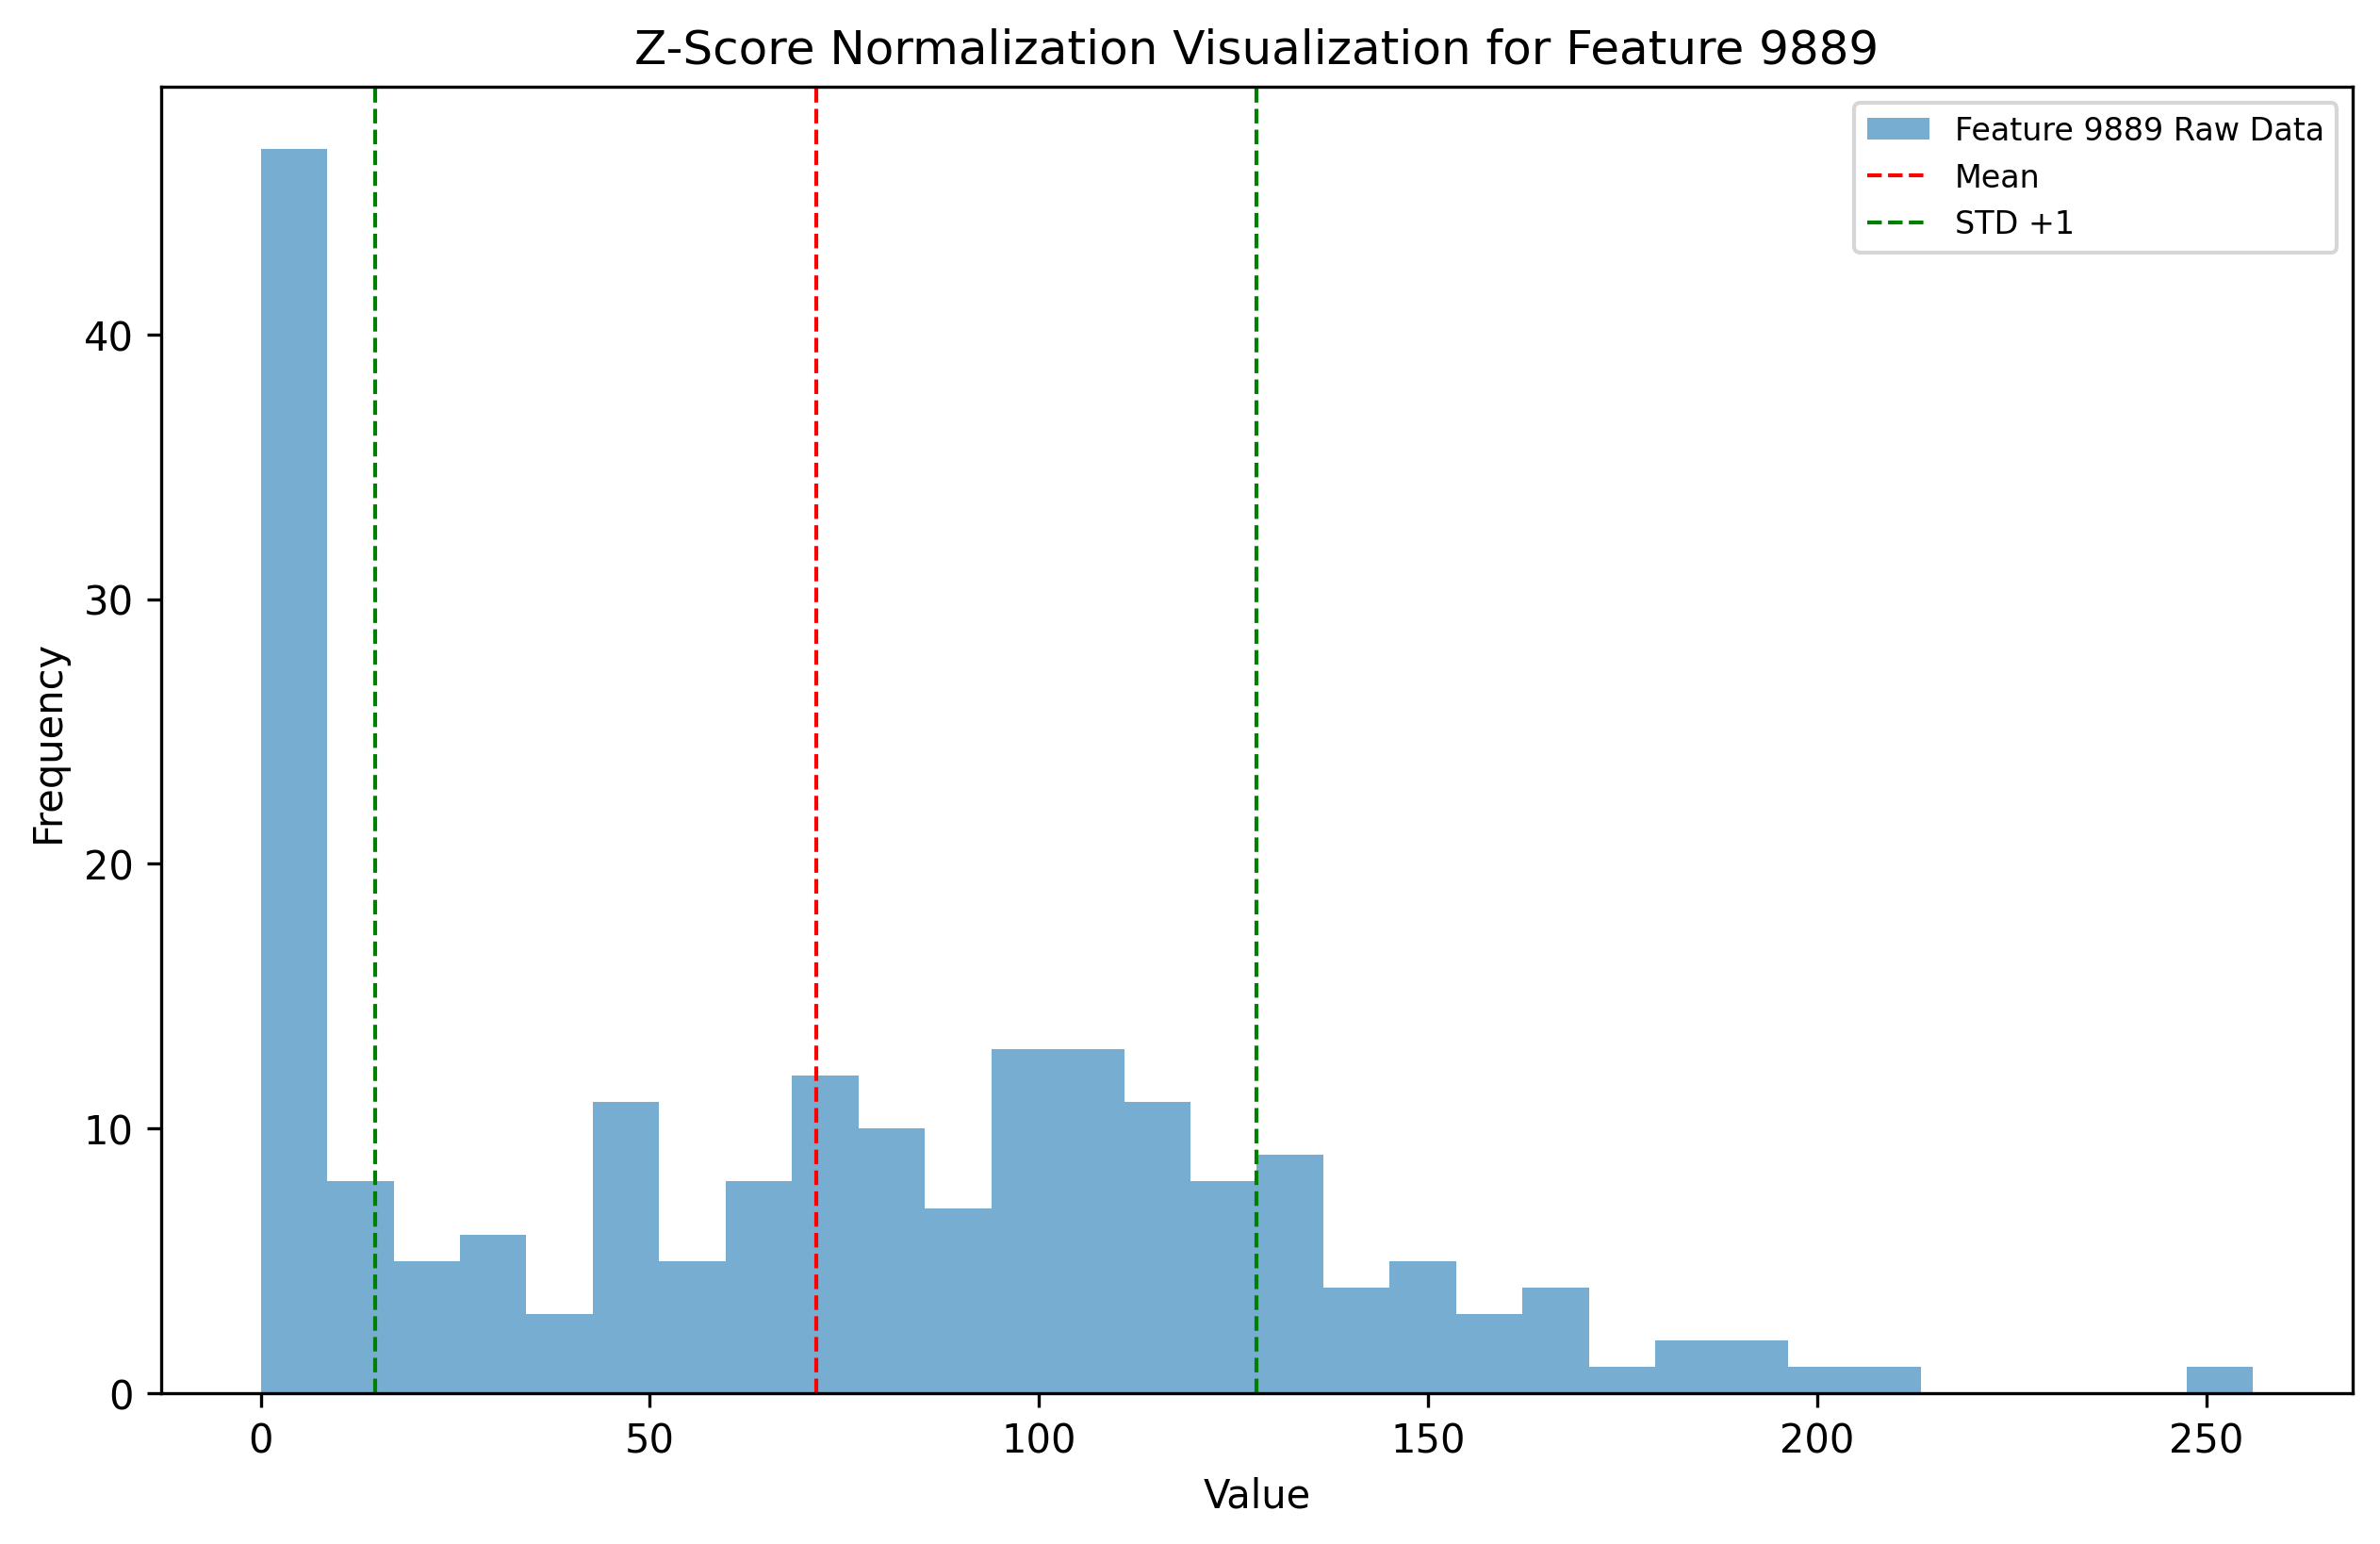 Z-Score Normalization Visualization for Feature 9889
Feature 9889 Raw Data
Mean
STD +1
40
30
20
10
0
Frequency
0 50 100 150 200 250
Value